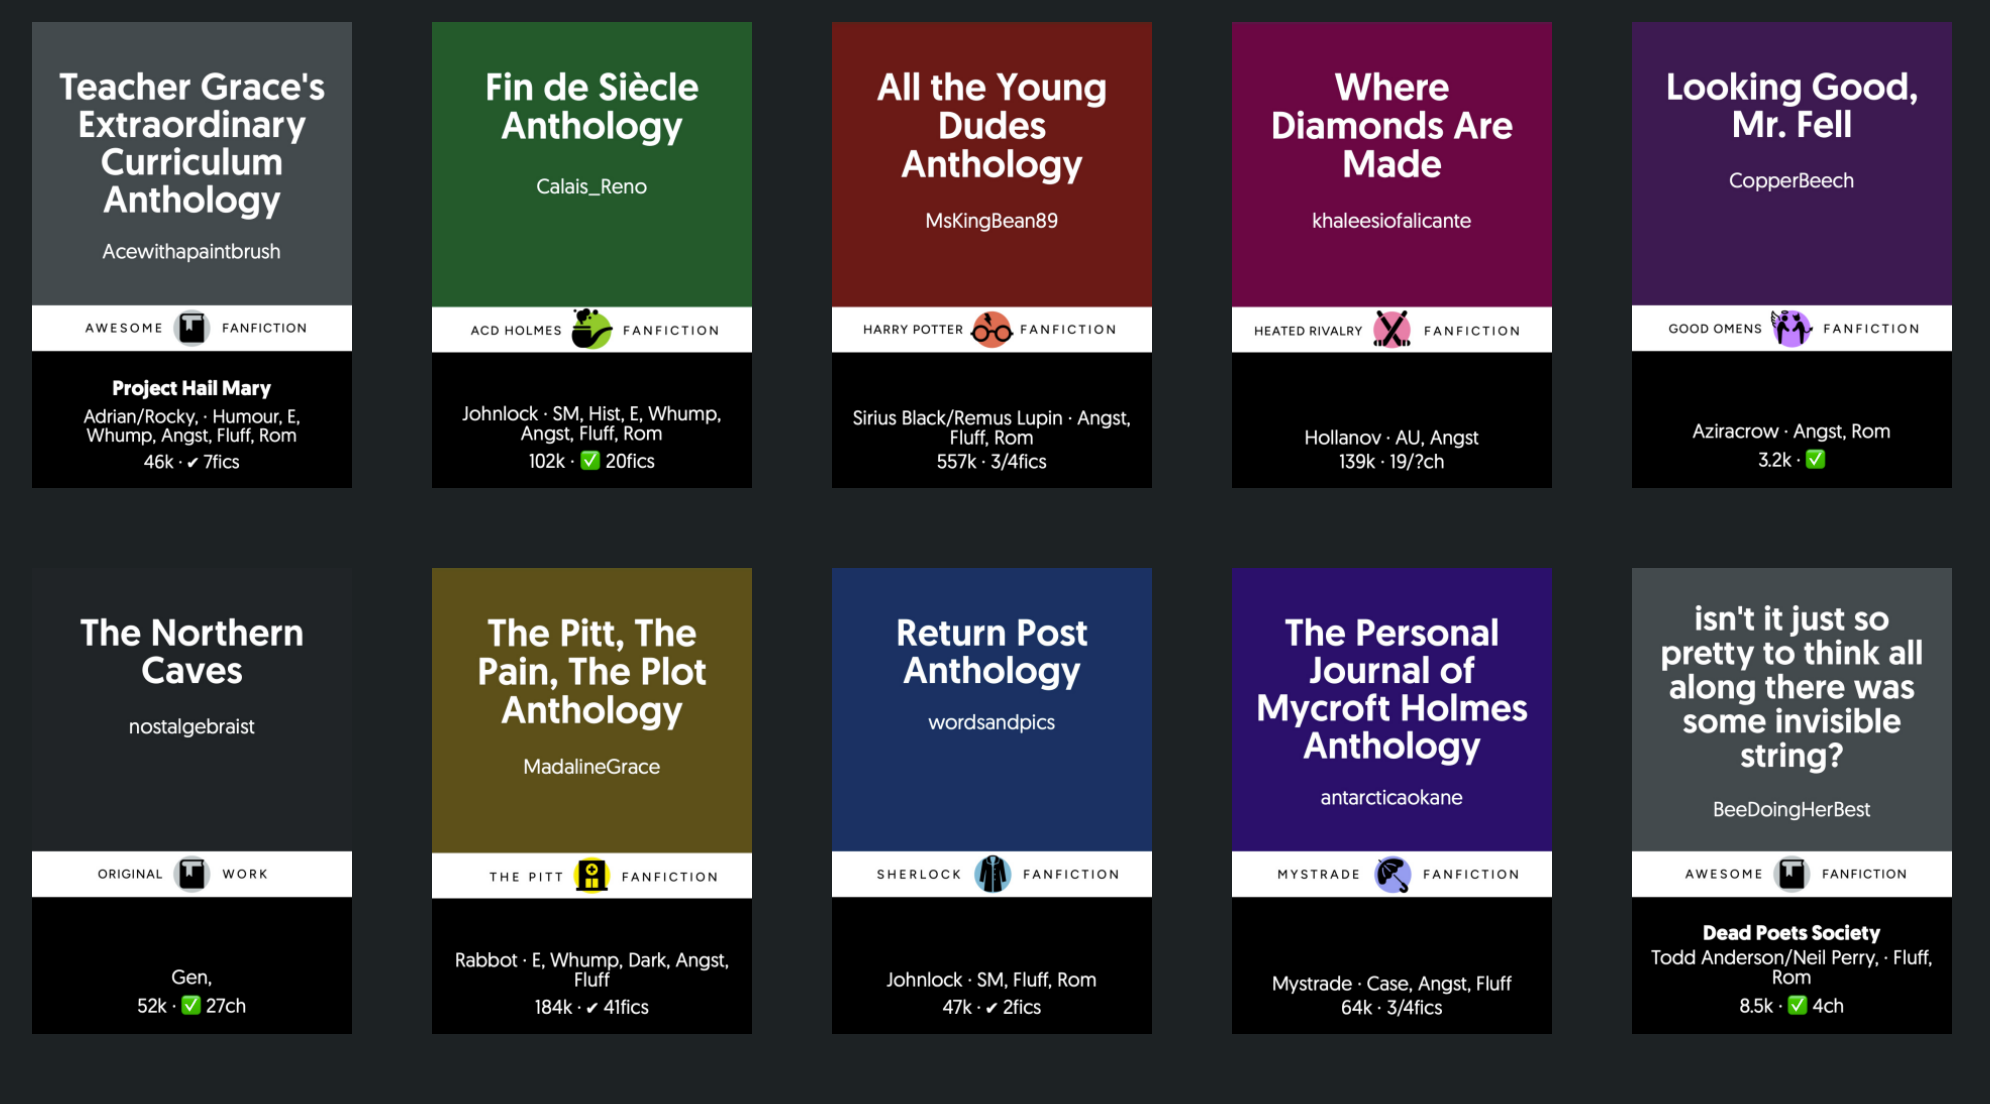 Teacher Grace's
Extraordinary
Curriculum
Anthology
Acewithapaintbrush
AWESOME FANFICTION
Project Hail Mary
Adrian/Rocky, · Humour, E,
Whump, Angst, Fluff, Rom
46k · ✔ 7fics
Fin de Siècle
Anthology
Calais_Reno
ACD HOLMES FANFICTION
Johnlock · SM, Hist, E, Whump,
Angst, Fluff, Rom
102k · ✅ 20fics
All the Young
Dudes
Anthology
MsKingBean89
HARRY POTTER FANFICTION
Sirius Black/Remus Lupin · Angst,
Fluff, Rom
557k · 3/4fics
Where
Diamonds Are
Made
khaleesiofalicante
HEATED RIVALRY FANFICTION
Hollanov · AU, Angst
139k · 19/?ch
Looking Good,
Mr. Fell
CopperBeech
GOOD OMENS FANFICTION
Aziracrow · Angst, Rom
3.2k · ✅
The Northern
Caves
nostalgebraist
ORIGINAL WORK
Gen,
52k · ✅ 27ch
The Pitt, The
Pain, The Plot
Anthology
MadalineGrace
THE PITT FANFICTION
Rabbot · E, Whump, Dark, Angst,
Fluff
184k · ✔ 41fics
Return Post
Anthology
wordsandpics
SHERLOCK FANFICTION
Johnlock · SM, Fluff, Rom
47k · ✔ 2fics
The Personal
Journal of
Mycroft Holmes
Anthology
antarcticaokane
MYSTRADE FANFICTION
Mystrade · Case, Angst, Fluff
64k · 3/4fics
isn't it just so
pretty to think all
along there was
some invisible
string?
BeeDoingHerBest
AWESOME FANFICTION
Dead Poets Society
Todd Anderson/Neil Perry, · Fluff,
Rom
8.5k · ✅ 4ch